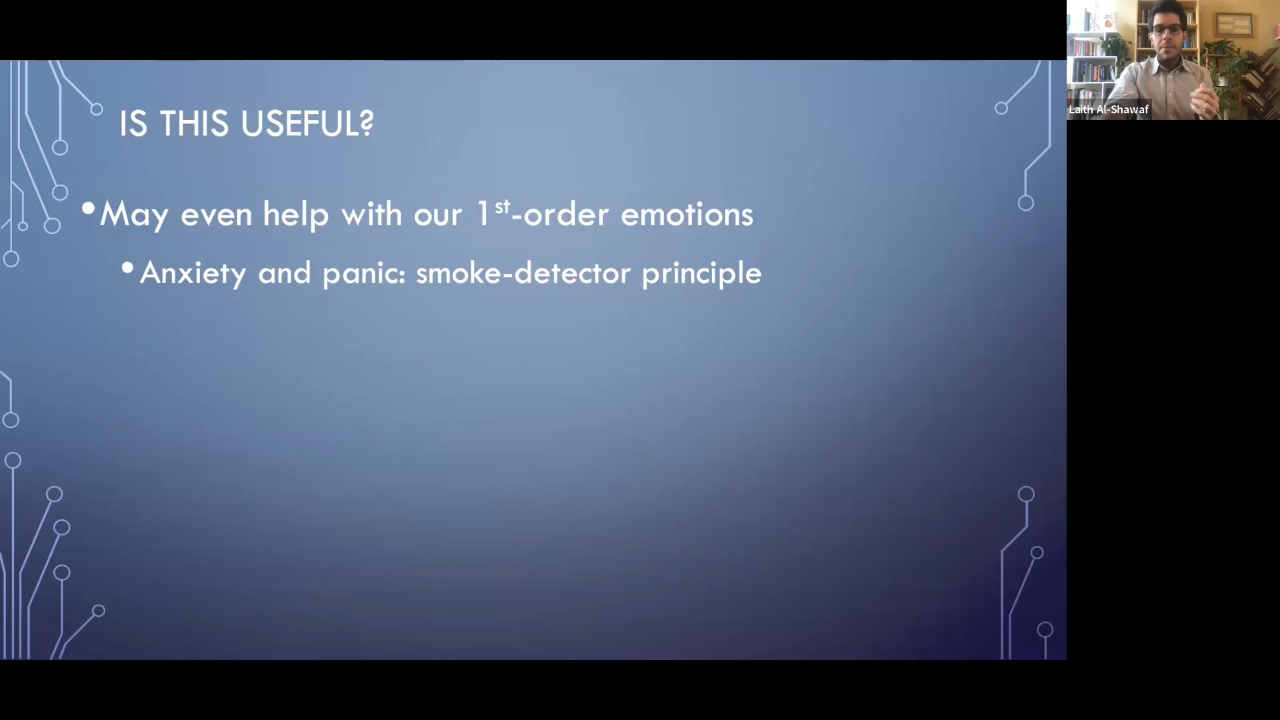 IS THIS USEFUL?
•May even help with our 1st-order emotions
•Anxiety and panic: smoke-detector principle
Laith Al-Shawaf